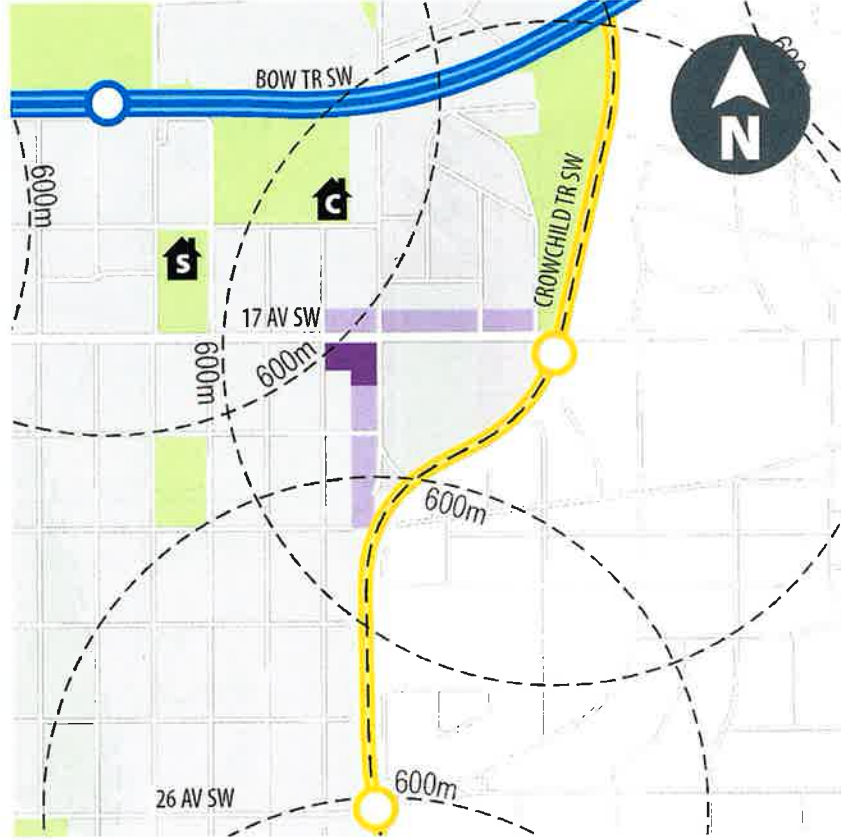 BOW TR SW
N
600m
C
S
CROWCHILD TR SW
17 AV SW
600m
600m
600m
600m
26 AV SW